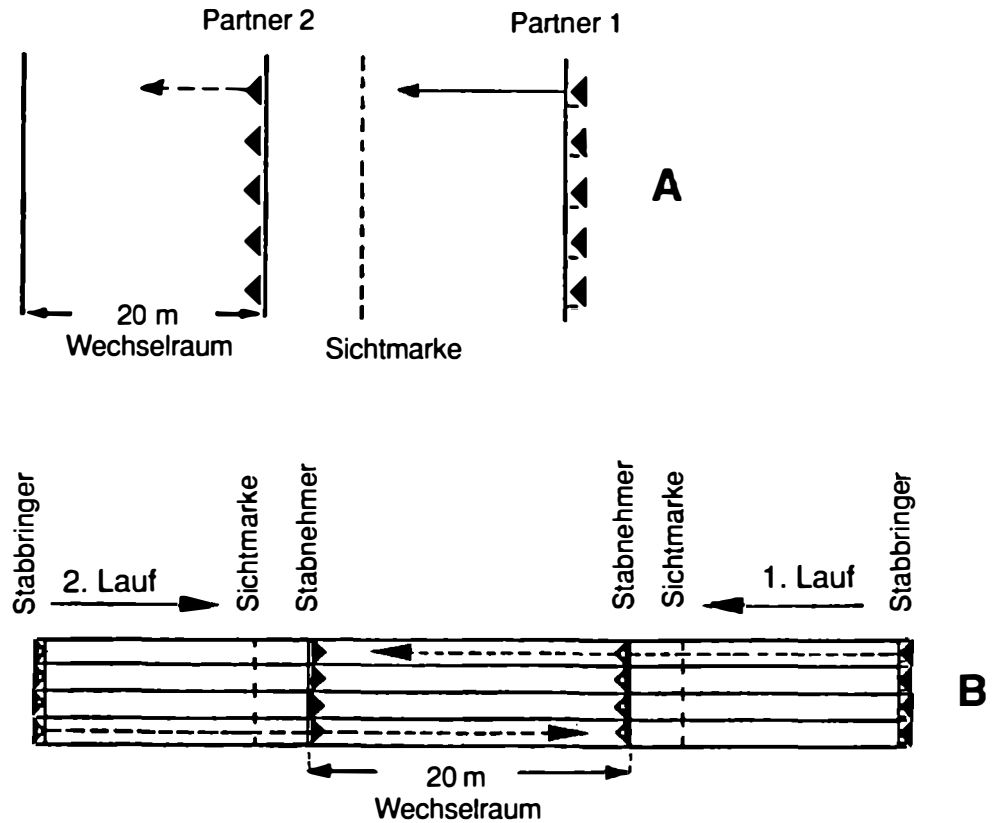 Partner 2
Partner 1
A
20 m
Wechselraum
Sichtmarke
Stabbringer
2. Lauf
Sichtmarke
Stabnehmer
Stabnehmer
Sichtmarke
1. Lauf
Stabbringer
B
20 m
Wechselraum